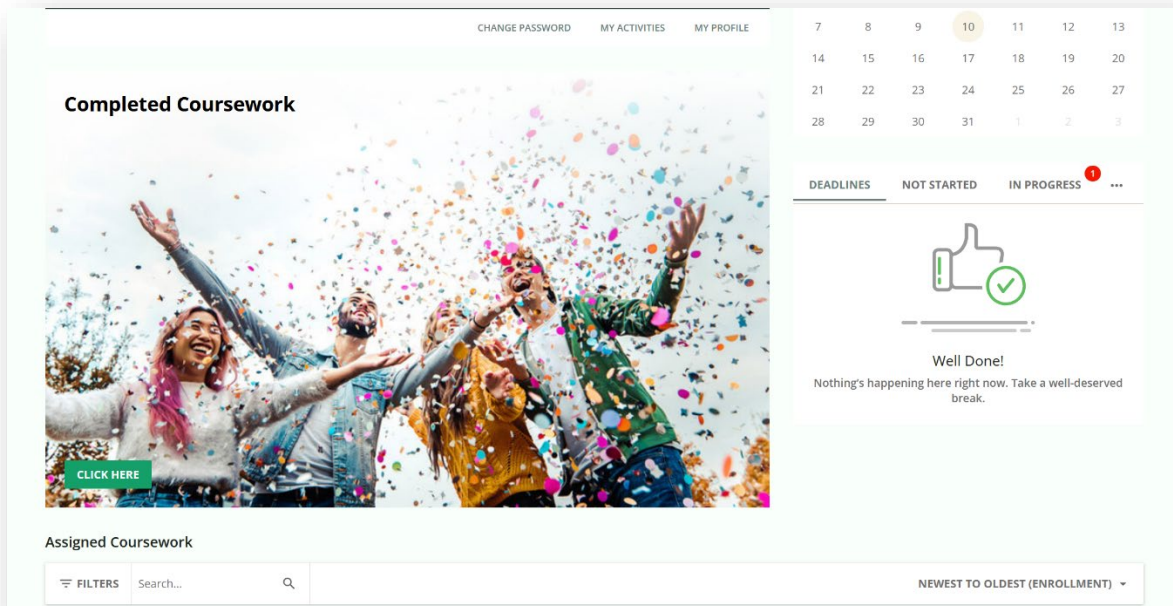 CHANGE PASSWORD MY ACTIVITIES MY PROFILE
Completed Coursework
CLICK HERE
7 8 9 10 11 12 13
14 15 16 17 18 19 20
21 22 23 24 25 26 27
28 29 30 31 1 2 3
DEADLINES NOT STARTED IN PROGRESS 1 ...
Well Done!
Nothing's happening here right now. Take a well-deserved
break.
Assigned Coursework
FILTERS Search... NEWEST TO OLDEST (ENROLLMENT)